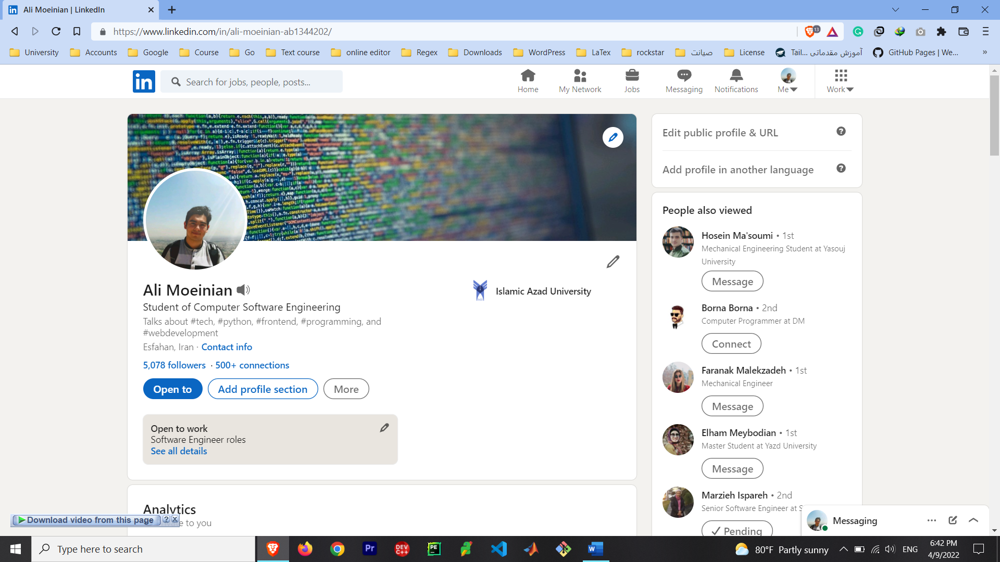 Ali Moeinian | LinkedIn
https://www.linkedin.com/in/ali-moeinian-ab1344202/
13
University
Accounts
Google
Course
Go
Text course
online editor
Regex
Downloads
WordPress
LaTex
rockstar
صیانت
License
Tail... آموزش مقدماتی
GitHub Pages | We...
»
in
Search for jobs, people, posts...
Home
My Network
Jobs
Messaging
Notifications
Me
Work
Ali Moeinian
Student of Computer Software Engineering
Talks about #tech, #python, #frontend, #programming, and
#webdevelopment
Esfahan, Iran · Contact info
5,078 followers · 500+ connections
Open to
Add profile section
More
Islamic Azad University
Open to work
Software Engineer roles
See all details
Analytics
e to you
Download video from this page ? X
Edit public profile & URL
Add profile in another language
People also viewed
Hosein Ma'soumi • 1st
Mechanical Engineering Student at Yasouj
University
Message
Borna Borna • 2nd
Computer Programmer at DM
Connect
Faranak Malekzadeh • 1st
Mechanical Engineer
Message
Elham Meybodian • 1st
Master Student at Yazd University
Message
Marzieh Ispareh • 2nd
Senior Software Engineer at S
Pending
Messaging
Type here to search
Pr
DEV C++
PE
W
80°F Partly sunny
ENG
6:42 PM
4/9/2022